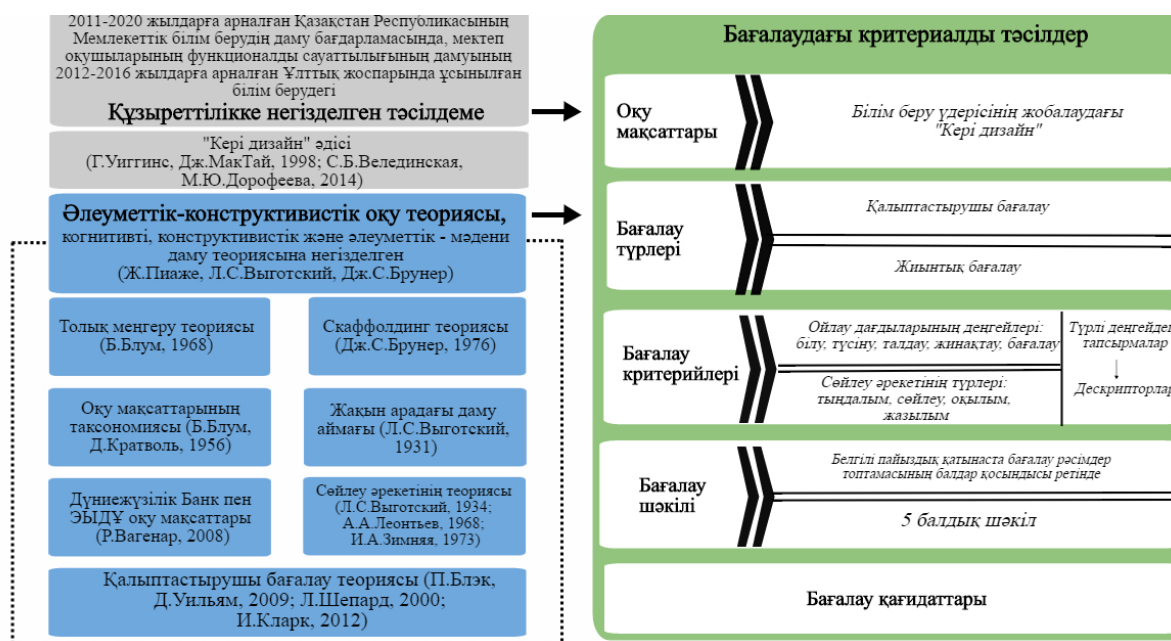 2011-2020 жылдарға арналған Қазақстан Республикасының
Мемлекеттік білім берудің даму бағдарламасында, мектеп
оқушыларының функционалды сауаттылығының дамуының
2012-2016 жылдарға арналған Ұлттық жоспарында ұсынылған
білім берудегі
Құзыреттілікке негізделген тәсілдеме
"Кері дизайн" әдісі
(Г.Уиггинс, Дж.МакТай, 1998; С.Б.Велединская,
М.Ю.Дорофеева, 2014)
Әлеуметтік-конструктивистік оқу теориясы,
когнитивті, конструктивистік және әлеуметтік - мәдени
даму теориясына негізделген
(Ж.Пиаже, Л.С.Выготский, Дж.С.Брунер)
Толық меңгеру теориясы
(Б.Блум, 1968)
Скаффолдинг теориясы
(Дж.С.Брунер, 1976)
Оқу мақсаттарының
таксономиясы (Б.Блум,
Д.Кратволь, 1956)
Жақын арадағы даму
аймағы (Л.С.Выготский,
1931)
Дүниежүзілік Банк пен
ЭЫДҰ оқу мақсаттары
(Р.Вагенар, 2008)
Сөйлеу әрекетінің теориясы
(Л.С.Выготский, 1934;
А.А.Леонтьев, 1968;
И.А.Зимняя, 1973)
Қалыптастырушы бағалау теориясы (П.Блэк,
Д.Уильям, 2009; Л.Шепард, 2000;
И.Кларк, 2012)
Бағалаудағы критериалды тәсілдер
Оқу
мақсаттары
Білім беру үдерісінің жобалаудағы
"Кері дизайн"
Бағалау
түрлері
Қалыптастырушы бағалау
Жиынтық бағалау
Бағалау
критерийлері
Ойлау дағдыларының деңгейлері:
білу, түсіну, талдау, жинақтау, бағалау
Сөйлеу әрекетінің түрлері:
тыңдалым, сөйлеу, оқылым,
жазылым
Түрлі деңгейдег
тапсырмалар
Дескрипторлар
Бағалау
шәкілі
Белгілі пайыздық қатынаста бағалау рәсімдер
топтамасының балдар қосындысы ретінде
5 балдық шәкіл
Бағалау қағидаттары